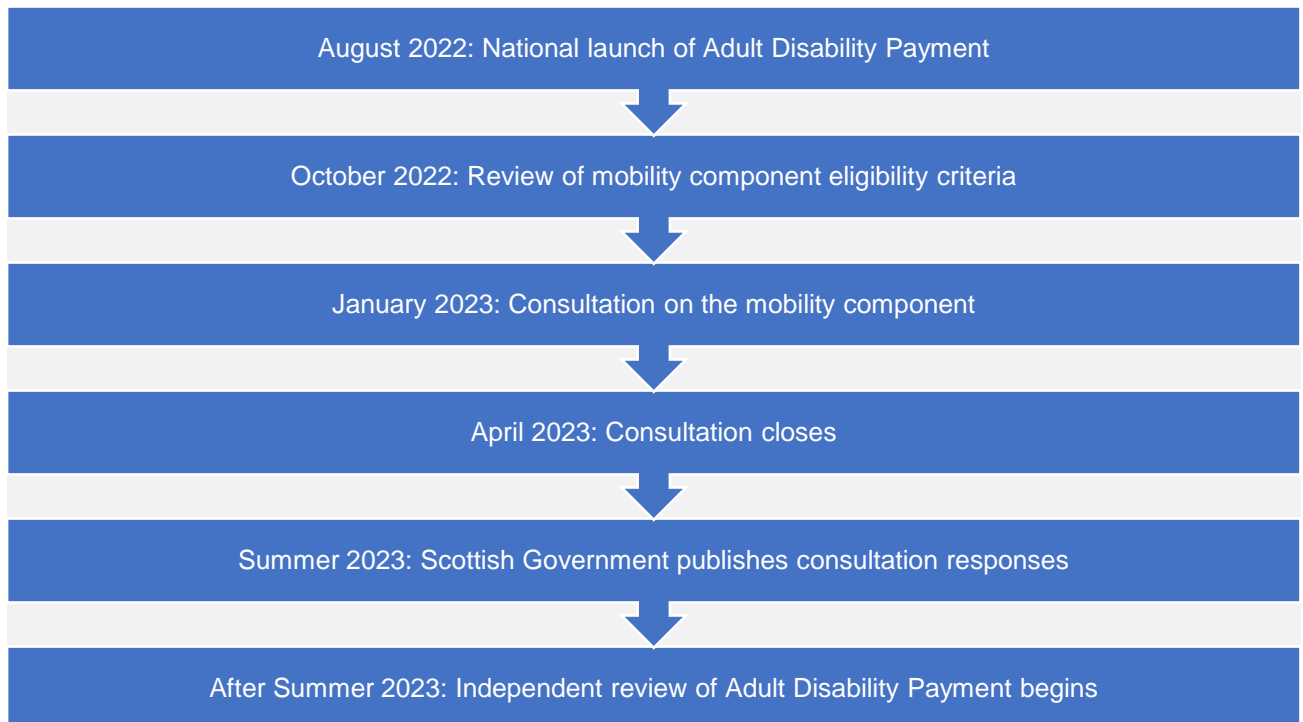 August 2022: National launch of Adult Disability Payment
October 2022: Review of mobility component eligibility criteria
January 2023: Consultation on the mobility component
April 2023: Consultation closes
Summer 2023: Scottish Government publishes consultation responses
After Summer 2023: Independent review of Adult Disability Payment begins